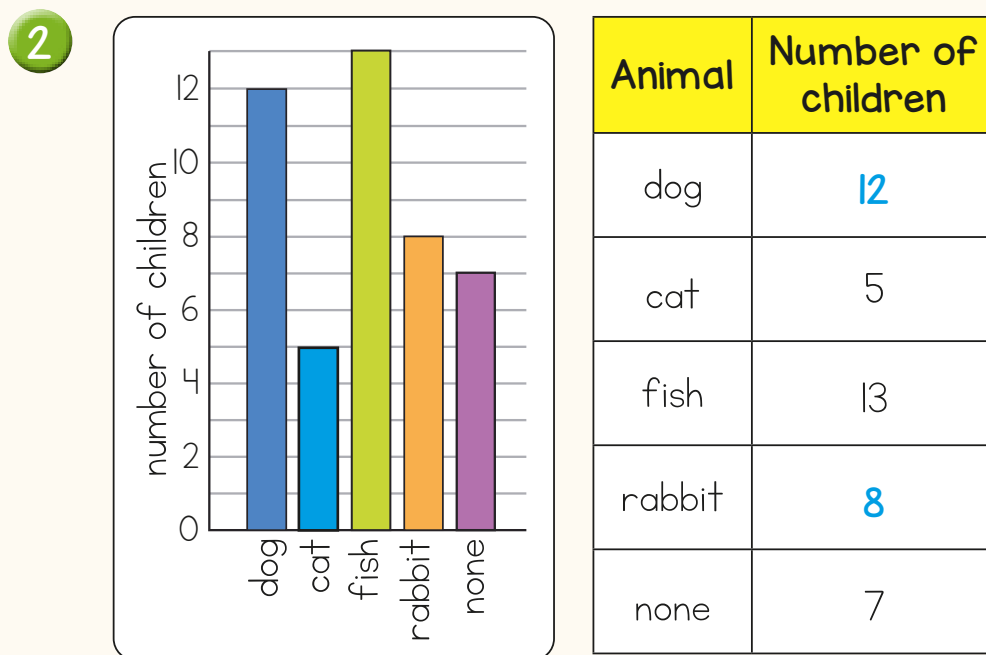 2
number of children
12
10
8
6
4
2
0
dog
cat
fish
rabbit
none
Animal Number of
children
dog 12
cat 5
fish 13
rabbit 8
none 7